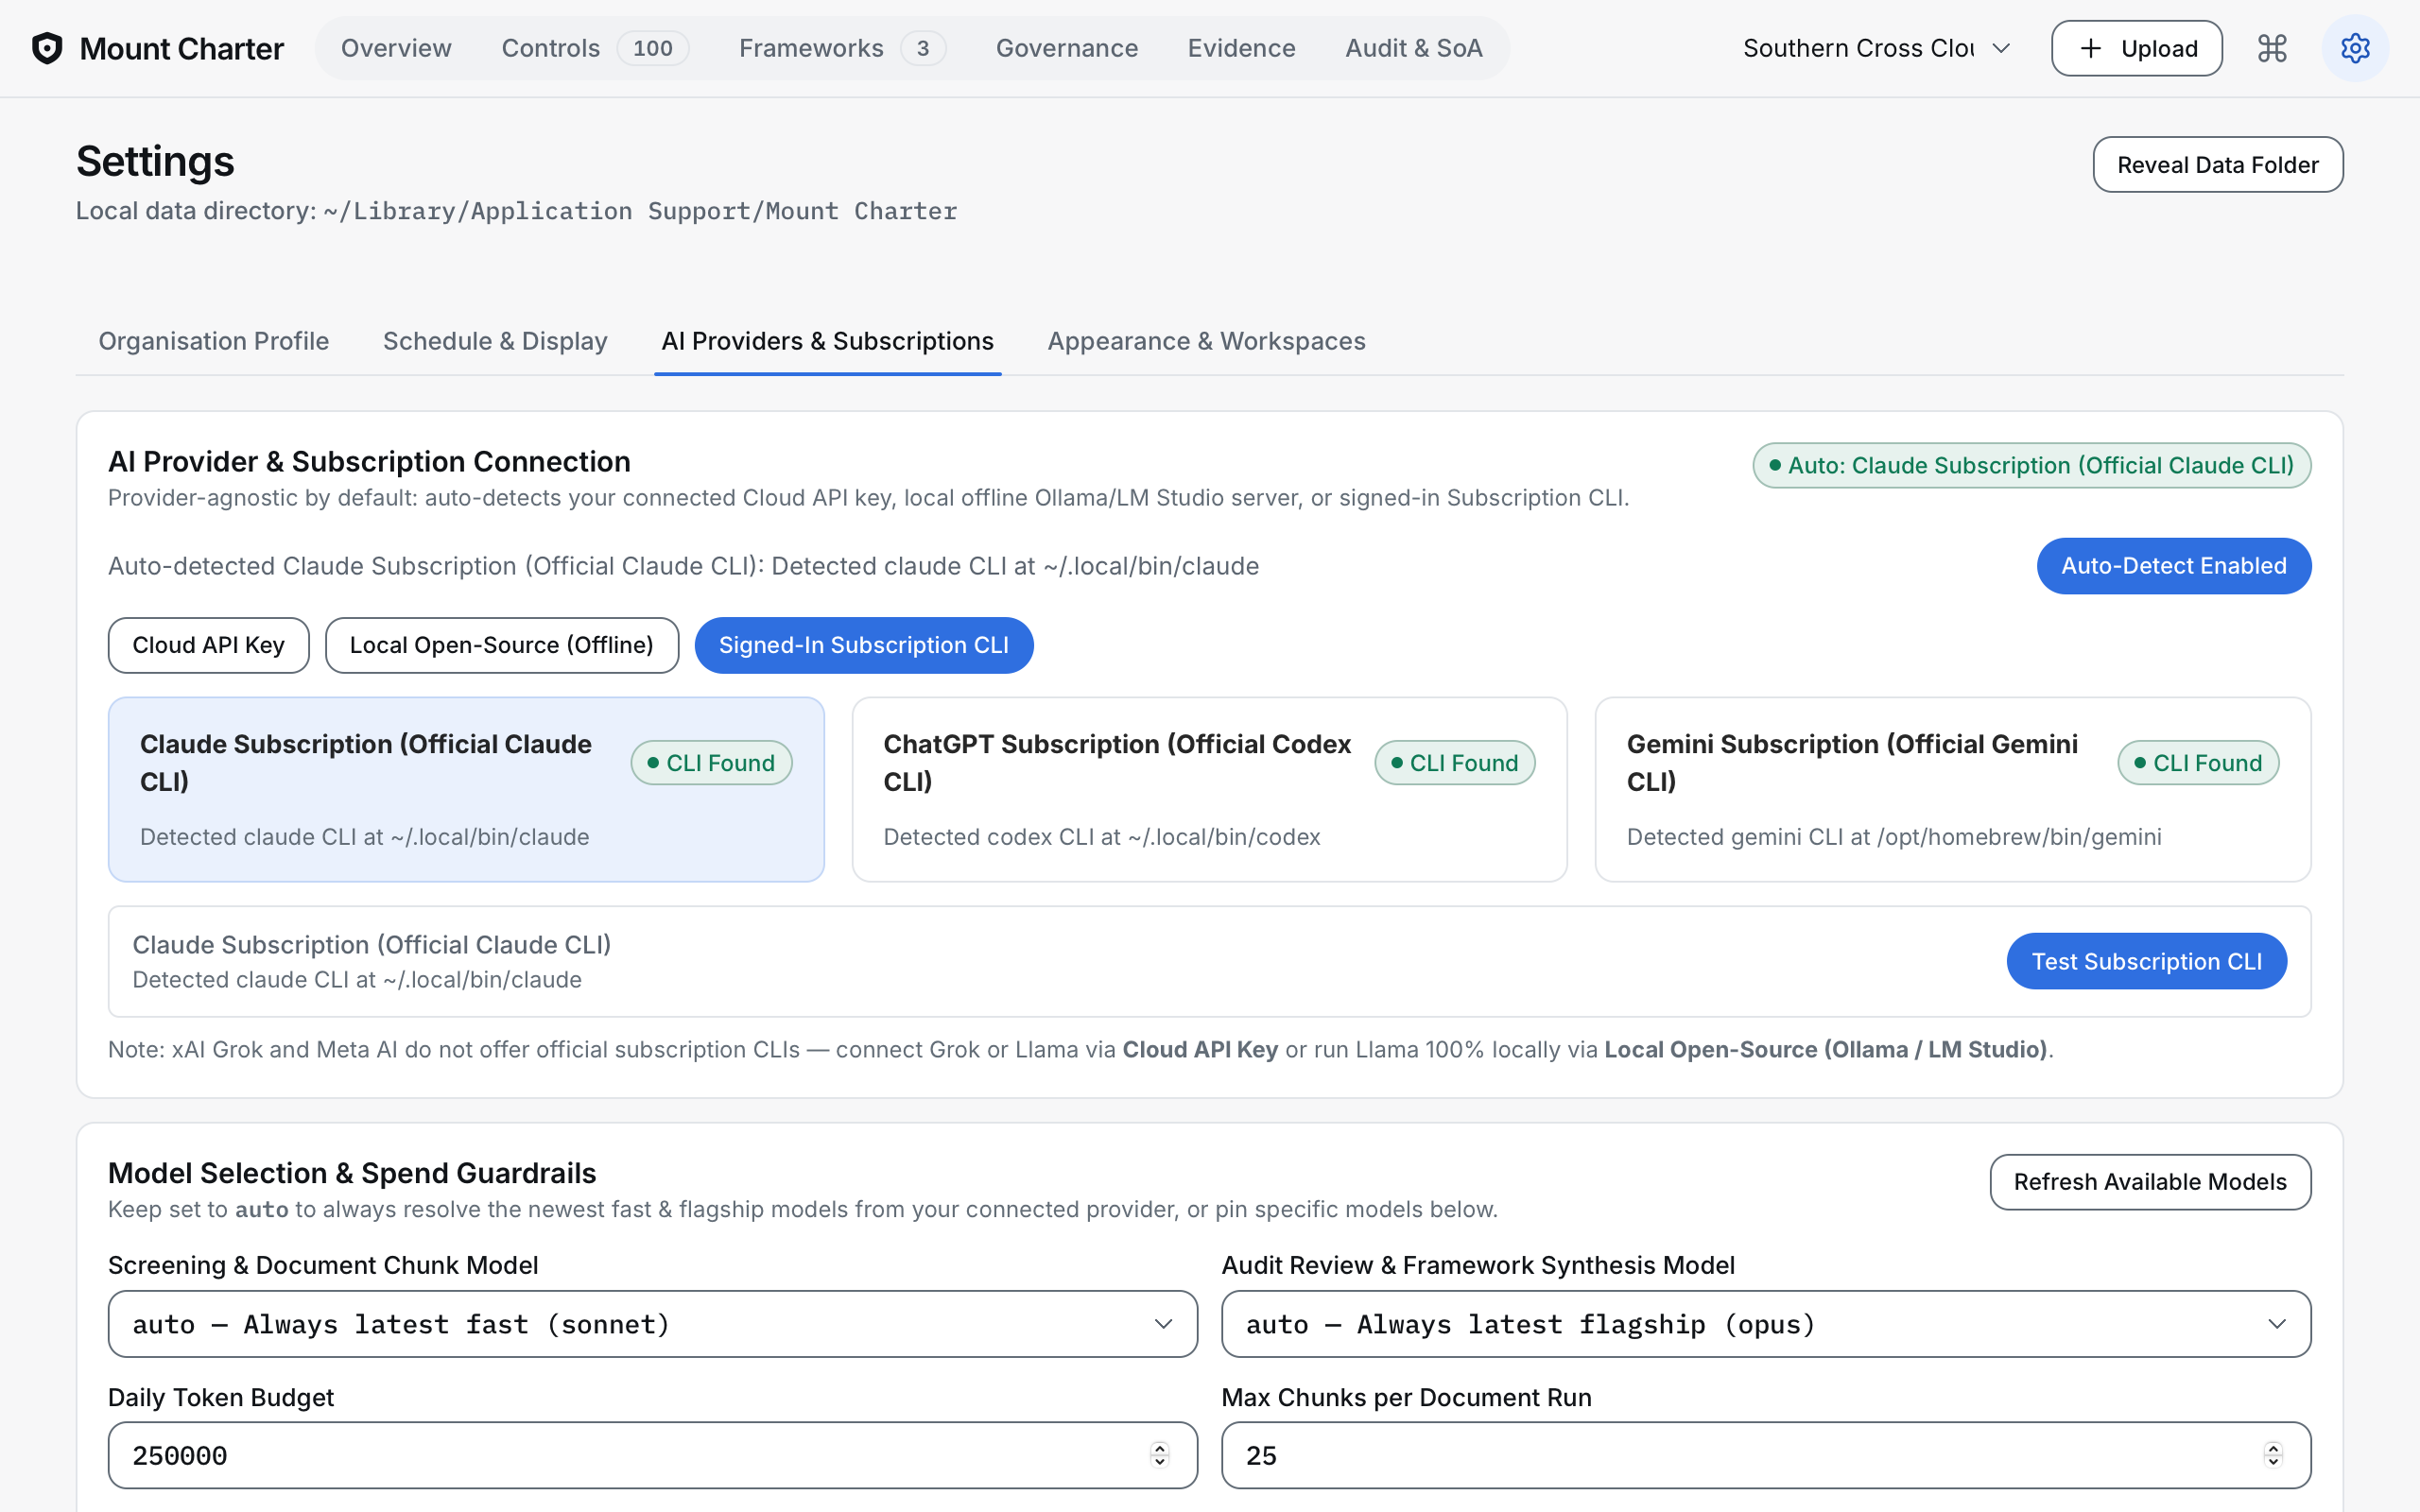 Mount Charter
Overview
Controls 100
Frameworks 3
Governance
Evidence
Audit & SoA
Southern Cross Clou
+ Upload
⌘
Settings
Reveal Data Folder
Local data directory: ~/Library/Application Support/Mount Charter
Organisation Profile
Schedule & Display
AI Providers & Subscriptions
Appearance & Workspaces
AI Provider & Subscription Connection
Auto: Claude Subscription (Official Claude CLI)
Provider-agnostic by default: auto-detects your connected Cloud API key, local offline Ollama/LM Studio server, or signed-in Subscription CLI.
Auto-detected Claude Subscription (Official Claude CLI): Detected claude CLI at ~/.local/bin/claude
Auto-Detect Enabled
Cloud API Key
Local Open-Source (Offline)
Signed-In Subscription CLI
Claude Subscription (Official Claude
CLI)
CLI Found
Detected claude CLI at ~/.local/bin/claude
ChatGPT Subscription (Official Codex
CLI)
CLI Found
Detected codex CLI at ~/.local/bin/codex
Gemini Subscription (Official Gemini
CLI)
CLI Found
Detected gemini CLI at /opt/homebrew/bin/gemini
Claude Subscription (Official Claude CLI)
Detected claude CLI at ~/.local/bin/claude
Test Subscription CLI
Note: xAI Grok and Meta AI do not offer official subscription CLIs — connect Grok or Llama via Cloud API Key or run Llama 100% locally via Local Open-Source (Ollama / LM Studio).
Model Selection & Spend Guardrails
Refresh Available Models
Keep set to auto to always resolve the newest fast & flagship models from your connected provider, or pin specific models below.
Screening & Document Chunk Model
auto — Always latest fast (sonnet)
Audit Review & Framework Synthesis Model
auto — Always latest flagship (opus)
Daily Token Budget
250000
Max Chunks per Document Run
25